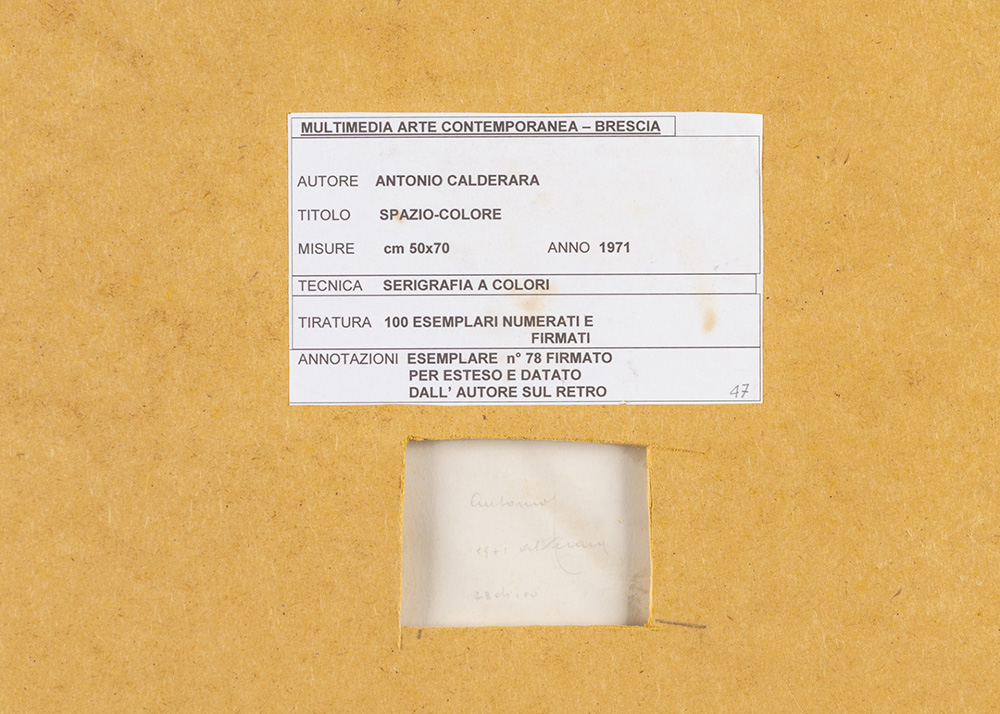 MULTIMEDIA ARTE CONTEMPORANEA – BRESCIA
AUTORE ANTONIO CALDERARA
TITOLO SPAZIO-COLORE
MISURE cm 50x70 ANNO 1971
TECNICA SERIGRAFIA A COLORI
TIRATURA 100 ESEMPLARI NUMERATI E
FIRMATI
ANNOTAZIONI ESEMPLARE n° 78 FIRMATO
PER ESTESO E DATATO
DALL' AUTORE SUL RETRO
47
Antonio